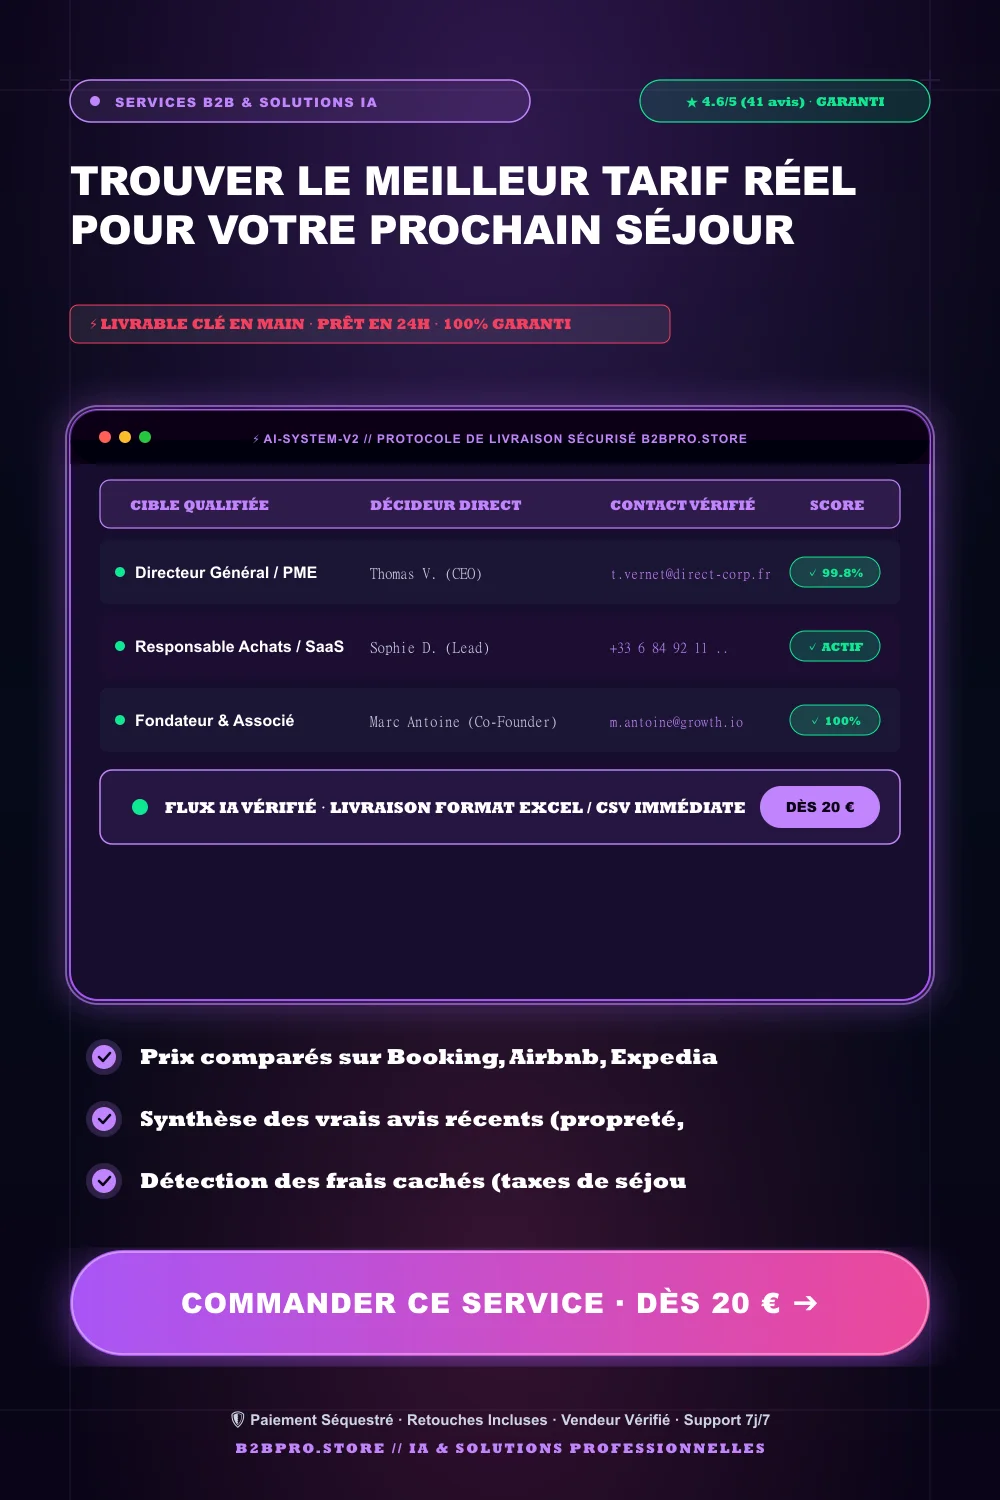 SERVICES B2B & SOLUTIONS IA
★ 4.6/5 (41 avis) · GARANTI
TROUVER LE MEILLEUR TARIF RÉEL
POUR VOTRE PROCHAIN SÉJOUR
⚡ LIVRABLE CLÉ EN MAIN · PRÊT EN 24H · 100% GARANTI
⚡ AI-SYSTEM-V2 // PROTOCOLE DE LIVRAISON SÉCURISÉ B2BPRO.STORE
CIBLE QUALIFIÉE DÉCIDEUR DIRECT CONTACT VÉRIFIÉ SCORE
Directeur Général / PME Thomas V. (CEO) t.vernet@direct-corp.fr ✓ 99.8%
Responsable Achats / SaaS Sophie D. (Lead) +33 6 84 92 11 .. ✓ ACTIF
Fondateur & Associé Marc Antoine (Co-Founder) m.antoine@growth.io ✓ 100%
FLUX IA VÉRIFIÉ · LIVRAISON FORMAT EXCEL / CSV IMMÉDIATE DÈS 20 €
Prix comparés sur Booking, Airbnb, Expedia
Synthèse des vrais avis récents (propreté,
Détection des frais cachés (taxes de séjou
COMMANDER CE SERVICE · DÈS 20 € ➔
🛡 Paiement Séquestré · Retouches Incluses · Vendeur Vérifié · Support 7j/7
B2BPRO.STORE // IA & SOLUTIONS PROFESSIONNELLES